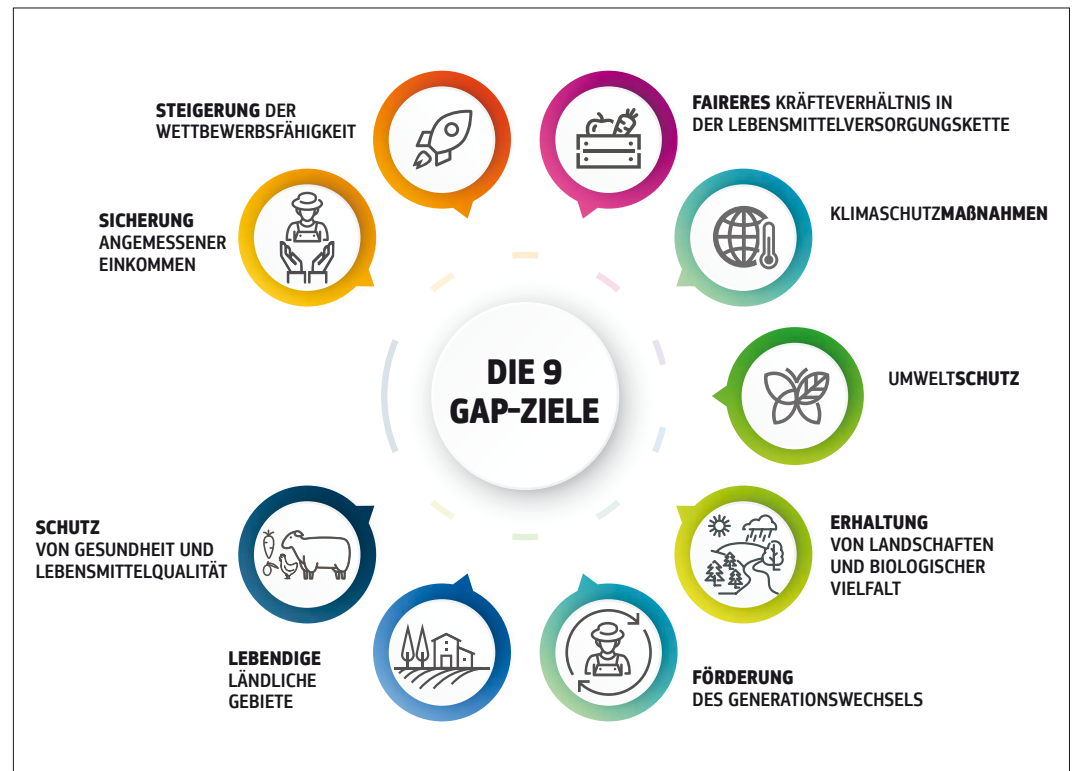 STEIGERUNG DER
WETTBEWERBSFÄHIGKEIT
FAIRERES KRÄFTEVERHÄLTNIS IN
DER LEBENSMITTELVERSORGUNGSKETTE
SICHERUNG
ANGEMESSENER
EINKOMMEN
KLIMASCHUTZMAẞNAHMEN
DIE 9
GAP-ZIELE
UMWELTSCHUTZ
SCHUTZ
VON GESUNDHEIT UND
LEBENSMITTELQUALITÄT
ERHALTUNG
VON LANDSCHAFTEN
UND BIOLOGISCHER
VIELFALT
LEBENDIGE
LÄNDLICHE
GEBIETE
FÖRDERUNG
DES GENERATIONSWECHSELS